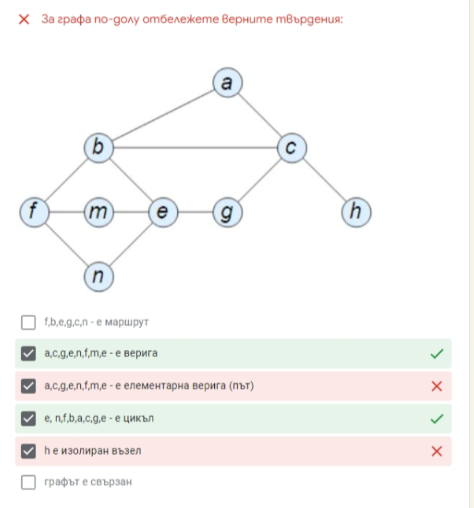 За графа по-долу отбележете верните твърдения:
a
b
c
f
m
e
g
h
n
f,b,e,g,c,n - е маршрут
a,c,g,e,n,f,m,e - е верига
a,c,g,e,n,f,m,e - е елементарна верига (път)
e, n,f,b,a,c,g,e - е цикъл
h е изолиран възел
графът е свързан